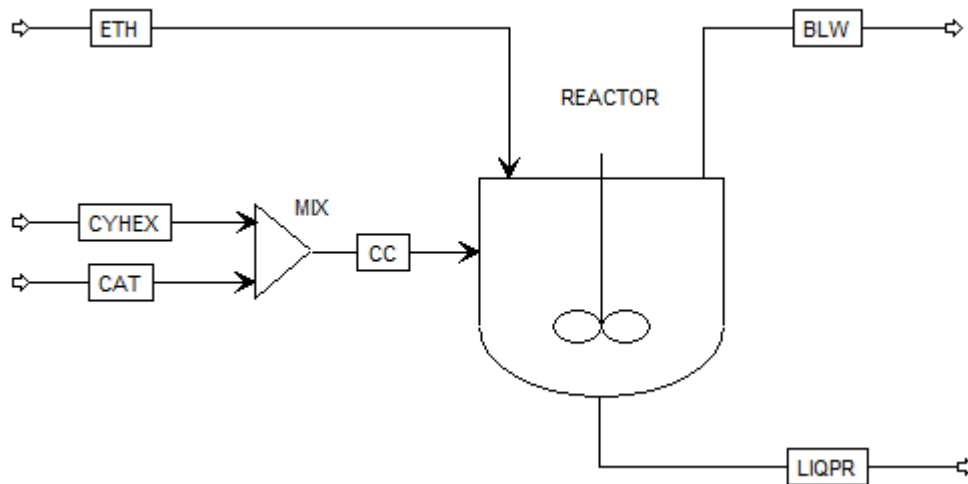 ETH
BLW
REACTOR
MIX
CYHEX
CC
CAT
LIQPR